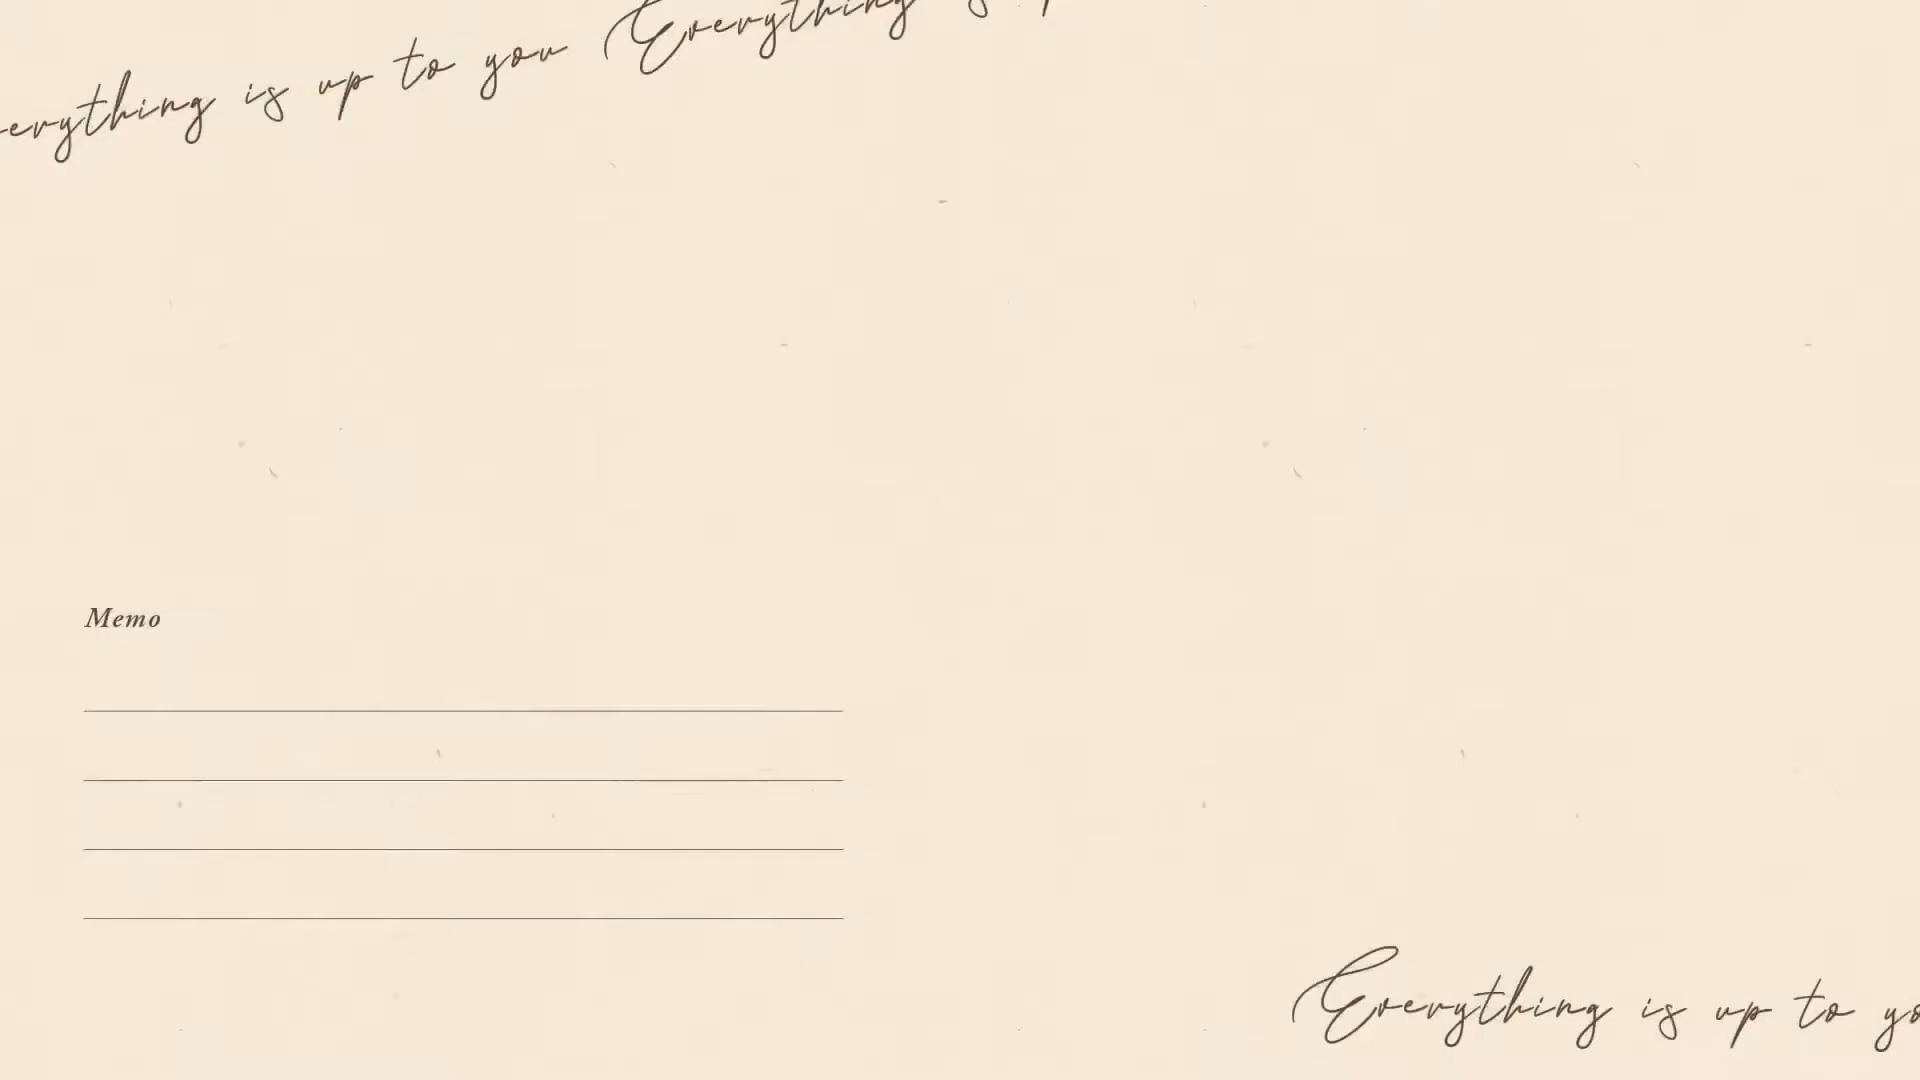 erything is up to you Everything
Memo
Everything is up to yo